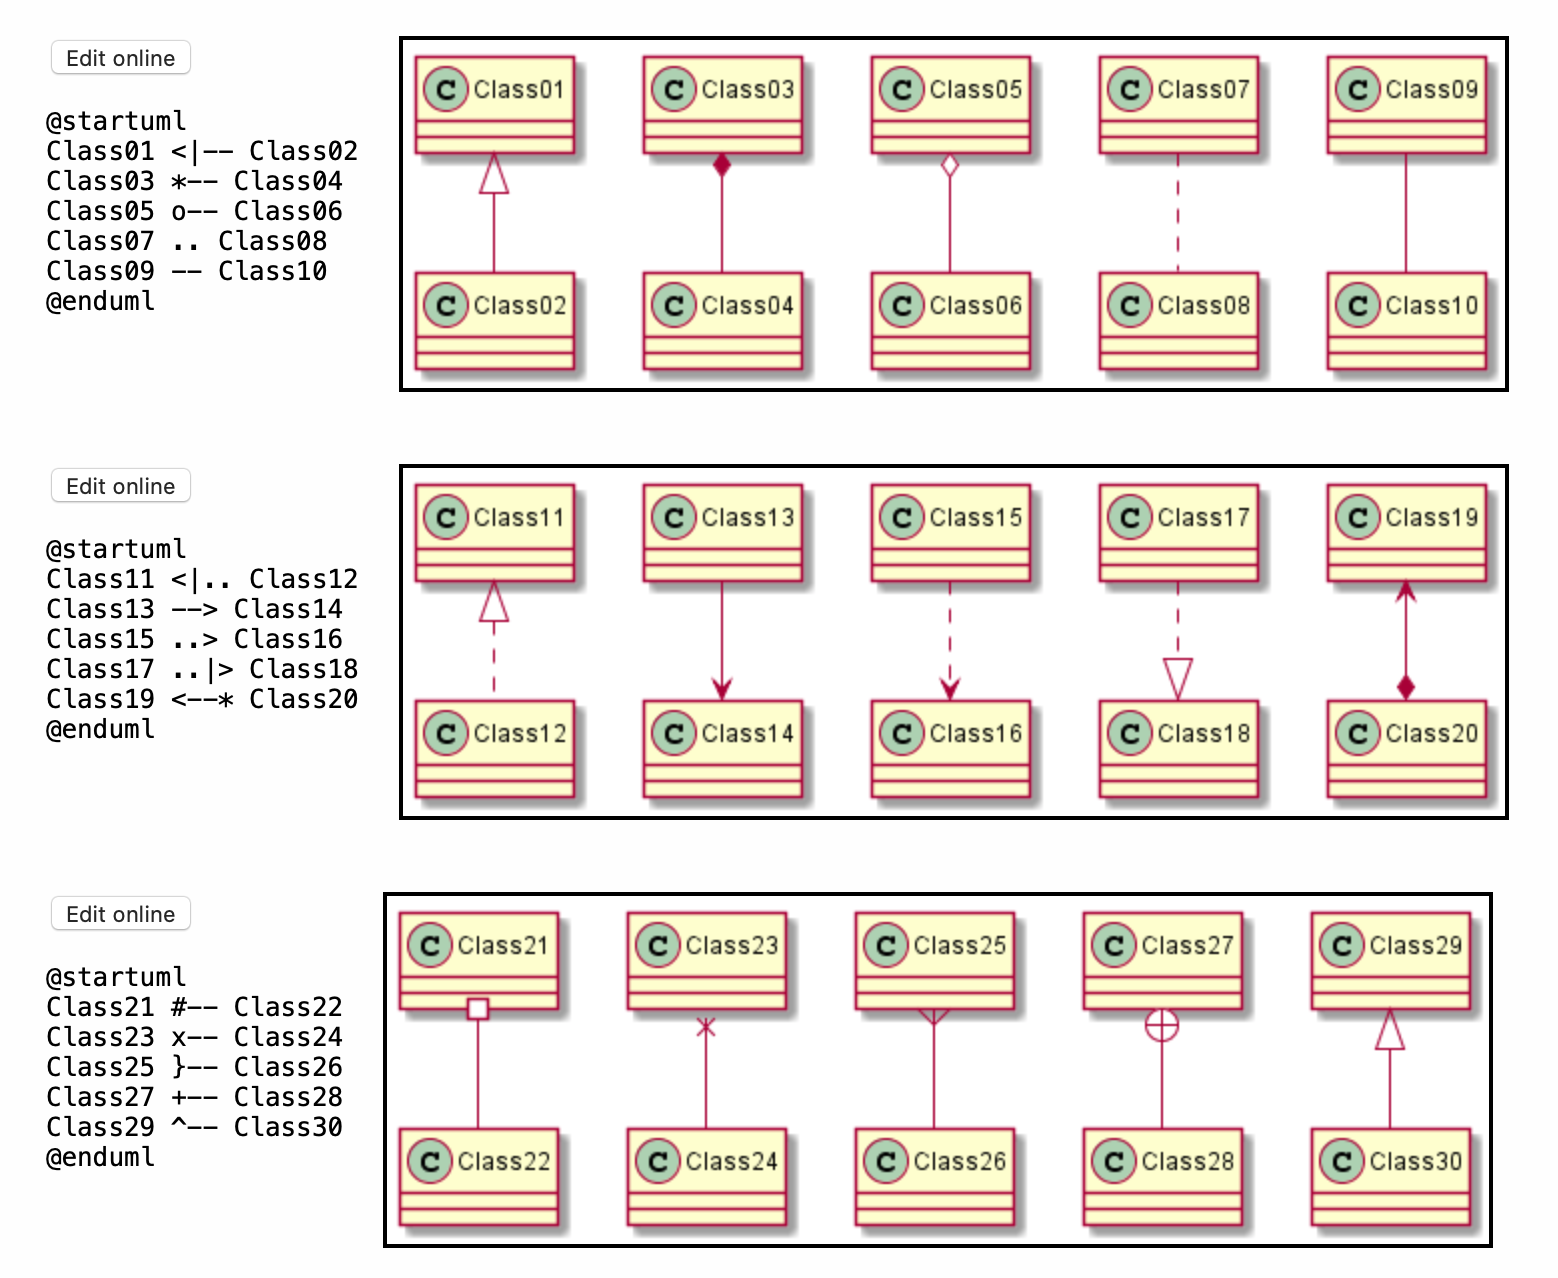 Edit online
@startuml
Class01 <|-- Class02
Class03 *-- Class04
Class05 o-- Class06
Class07 .. Class08
Class09 -- Class10
@enduml
C Class01 C Class03 C Class05 C Class07 C Class09
C Class02 C Class04 C Class06 C Class08 C Class10
Edit online
@startuml
Class11 <|.. Class12
Class13 --> Class14
Class15 ..> Class16
Class17 ..|> Class18
Class19 <--* Class20
@enduml
C Class11 C Class13 C Class15 C Class17 C Class19
C Class12 C Class14 C Class16 C Class18 C Class20
Edit online
@startuml
Class21 #-- Class22
Class23 x-- Class24
Class25 }-- Class26
Class27 +-- Class28
Class29 ^-- Class30
@enduml
C Class21 C Class23 C Class25 C Class27 C Class29
C Class22 C Class24 C Class26 C Class28 C Class30